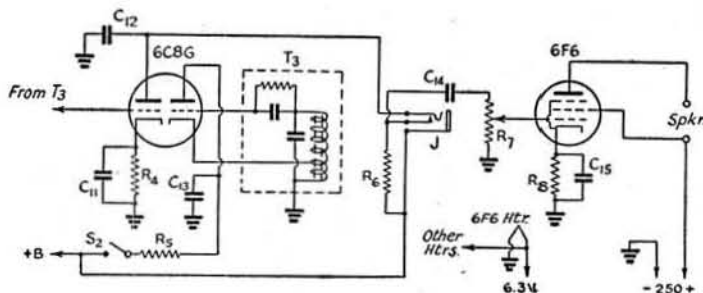 C12
6C8G
T3
6F6
From T3
C14
Spkr.
R7
J
C11
R4
C13
R6
R8
C15
6F6 Htr.
S2
R5
+B
Other
Htrs.
6.3V.
- 250 +